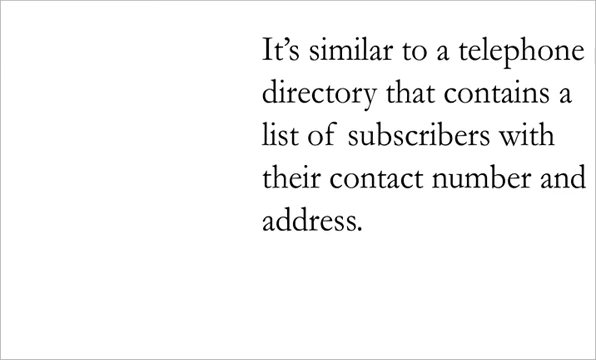 It’s similar to a telephone
directory that contains a
list of subscribers with
their contact number and
address.